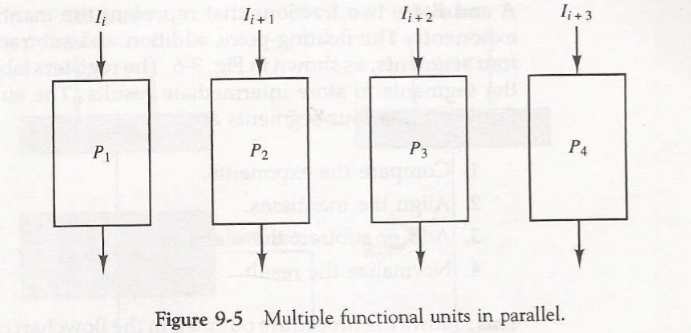 I_i I_{i+1} I_{i+2} I_{i+3}
P_1 P_2 P_3 P_4
Figure 9-5 Multiple functional units in parallel.